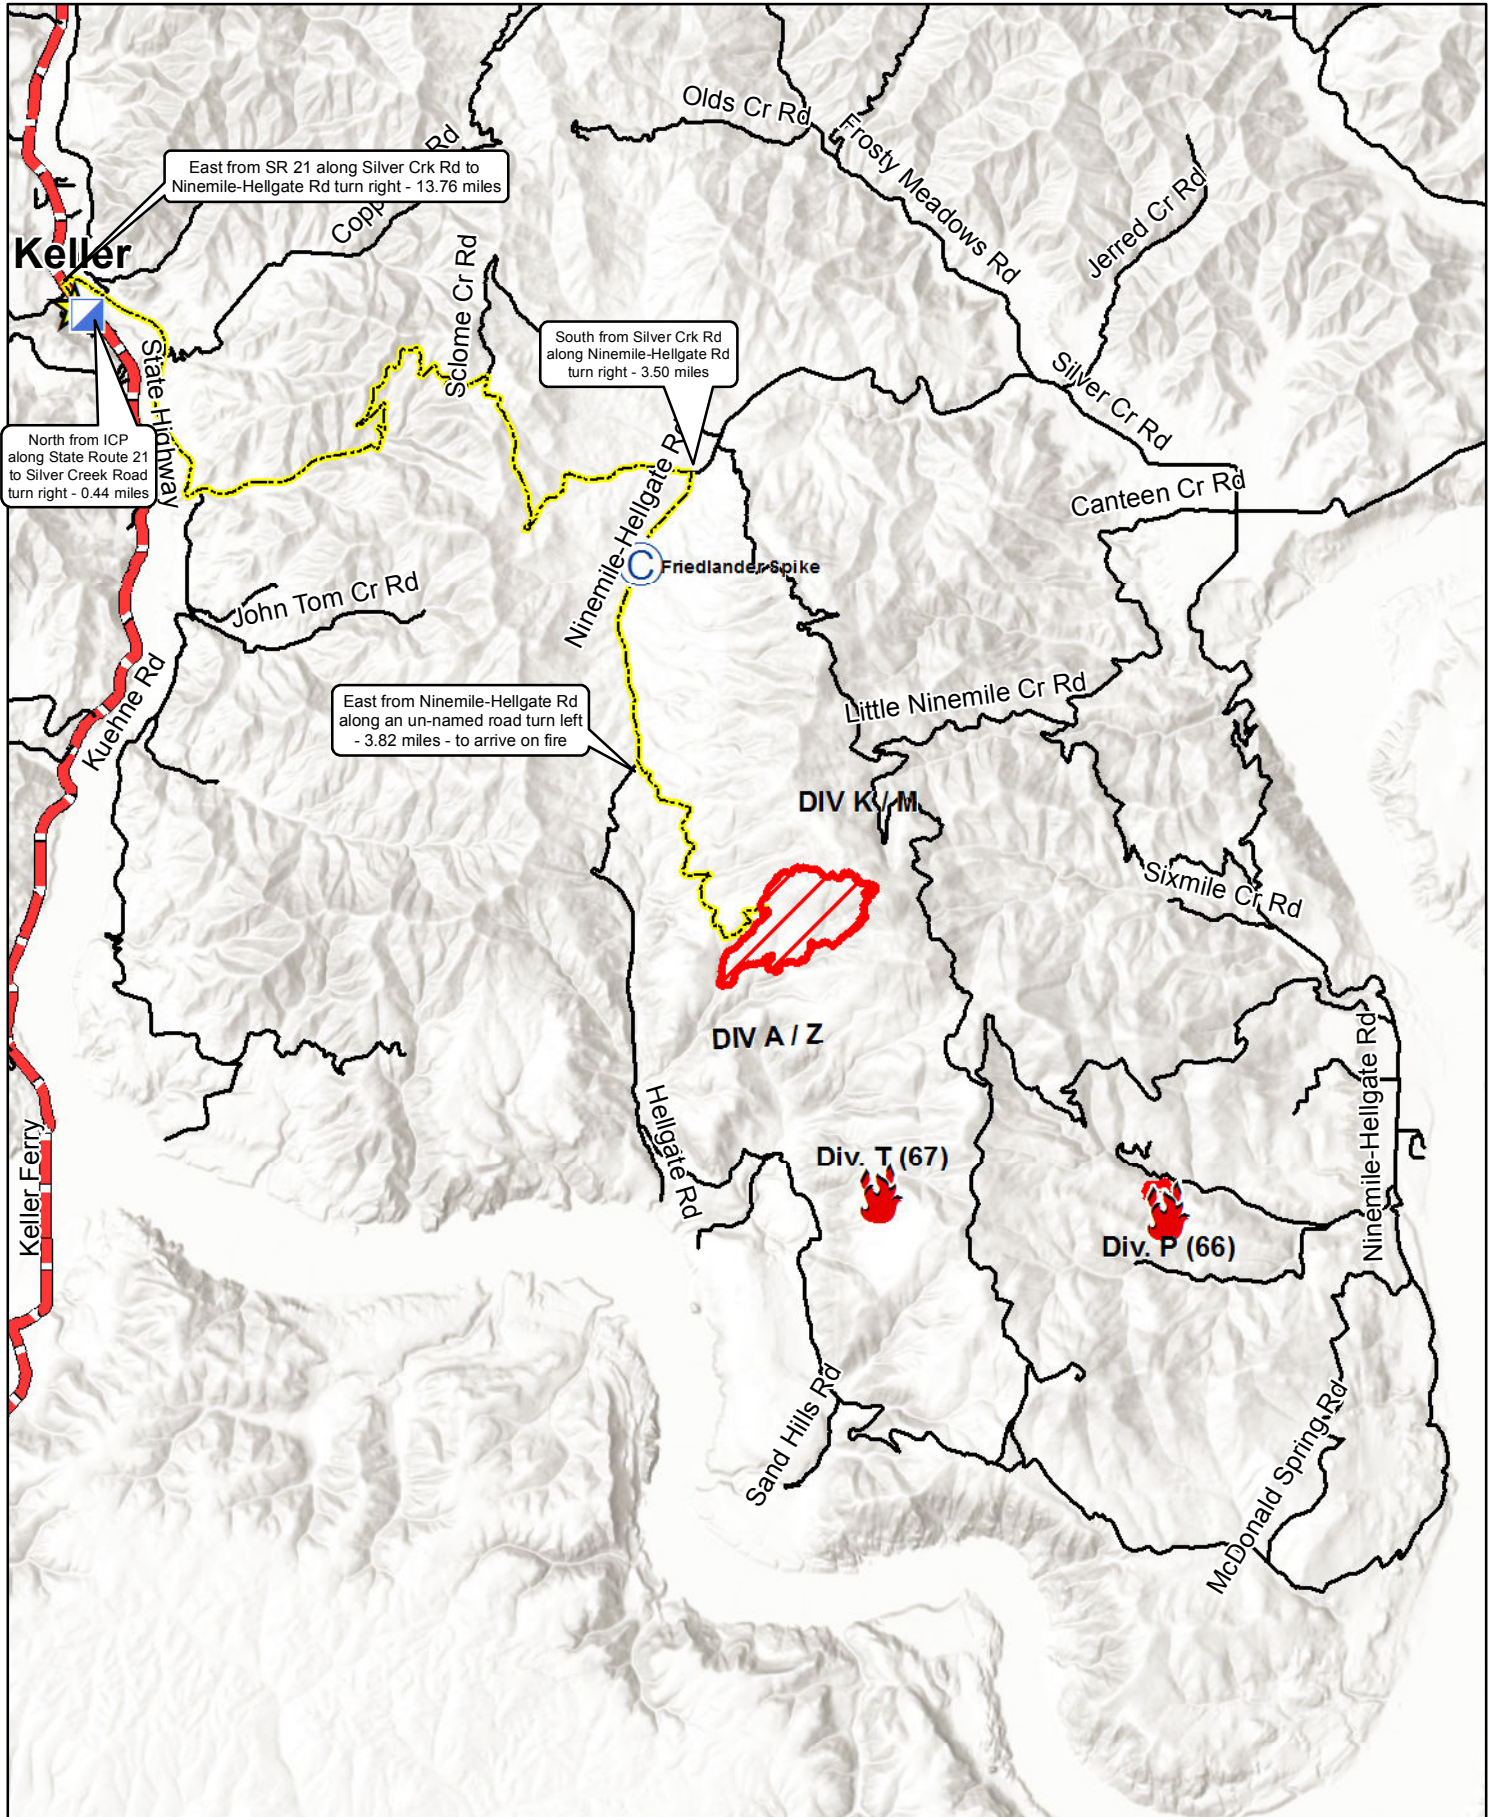 Olds Cr Rd
Frosty Meadows Rd
Jerred Cr Rd
East from SR 21 along Silver Crk Rd to
Ninemile-Hellgate Rd turn right - 13.76 miles
Rd
Keller
Sclome Cr Rd
South from Silver Crk Rd
along Ninemile-Hellgate Rd
turn right - 3.50 miles
State Highway
Silver Cr Rd
North from ICP
along State Route 21
to Silver Creek Road
turn right - 0.44 miles
Canteen Cr Rd
Ninemile-Hellgate Rd
C Friedlander Spike
John Tom Cr Rd
Kuehne Rd
Little Ninemile Cr Rd
East from Ninemile-Hellgate Rd
along an un-named road turn left
- 3.82 miles - to arrive on fire
DIV K / M
Sixmile Cr Rd
DIV A / Z
Ninemile-Hellgate Rd
Hellgate Rd
Keller Ferry
Div. T (67)
Div. P (66)
Sand Hills Rd
McDonald Spring Rd